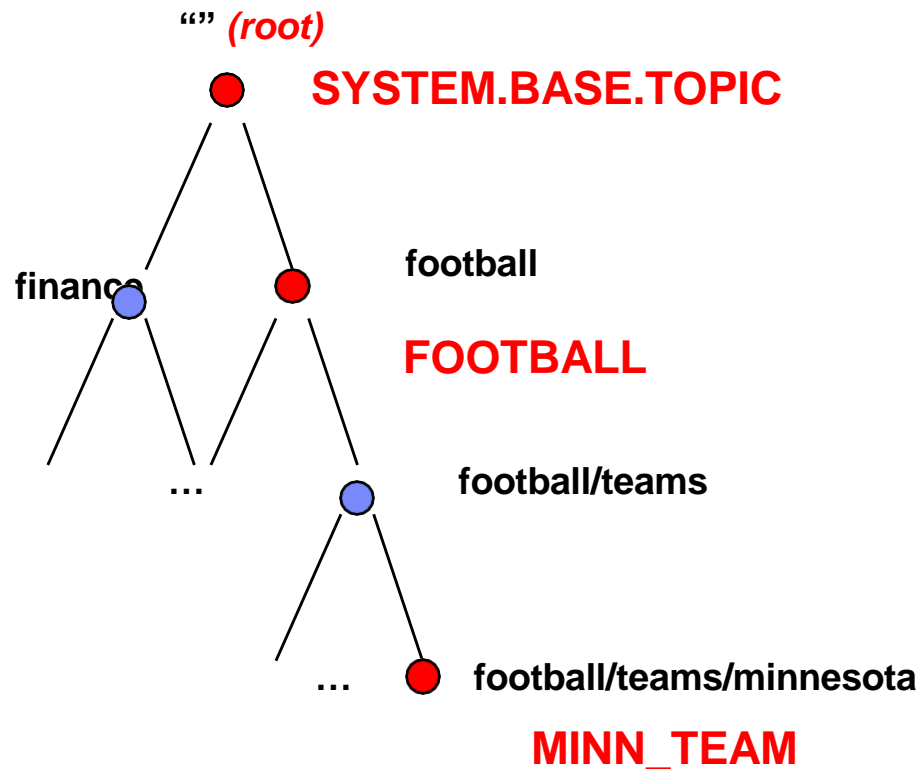 “” (root)
SYSTEM.BASE.TOPIC
finance
football
FOOTBALL
...
football/teams
...
football/teams/minnesota
MINN_TEAM